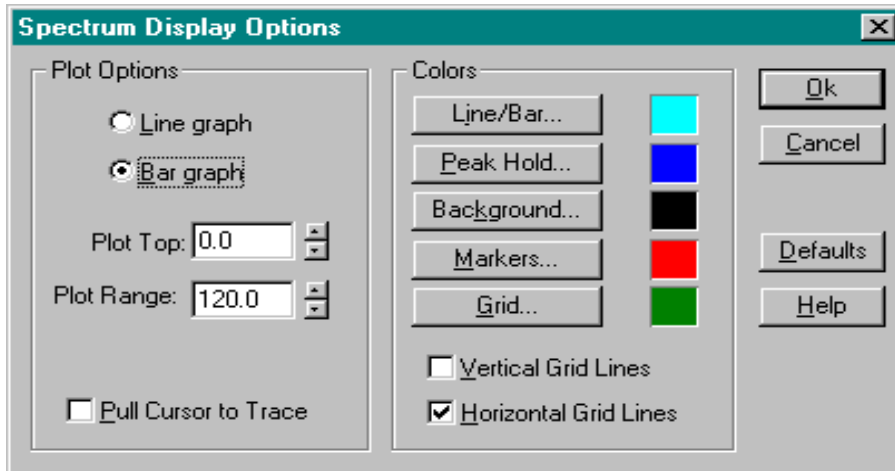 Spectrum Display Options
Plot Options
Line graph
Bar graph
Plot Top: 0.0
Plot Range: 120.0
Pull Cursor to Trace
Colors
Line/Bar...
Peak Hold...
Background...
Markers...
Grid...
Vertical Grid Lines
Horizontal Grid Lines
Ok
Cancel
Defaults
Help